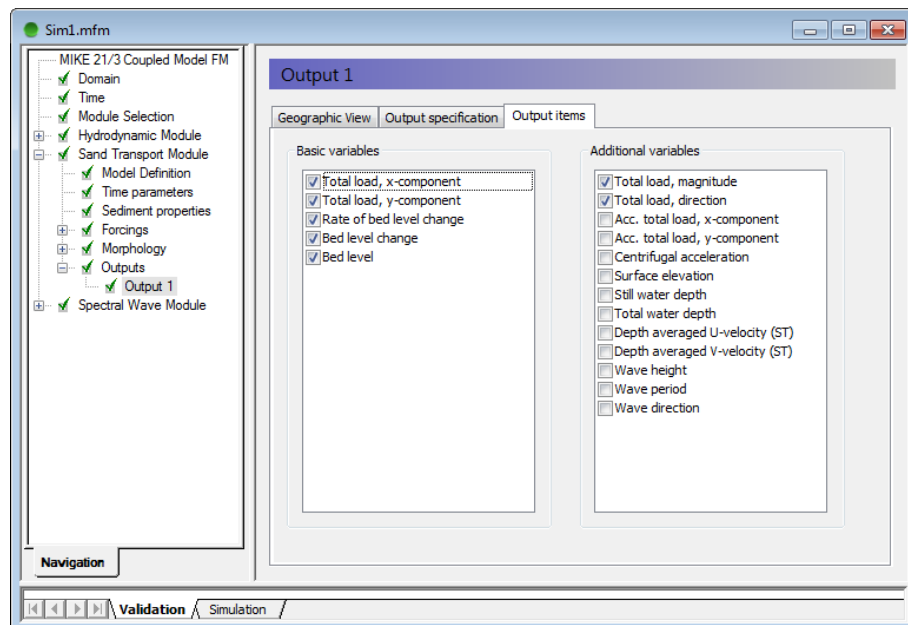 Sim1.mfm
MIKE 21/3 Coupled Model FM
Domain
Time
Module Selection
Hydrodynamic Module
Sand Transport Module
Model Definition
Time parameters
Sediment properties
Forcings
Morphology
Outputs
Output 1
Spectral Wave Module
Navigation
Output 1
Geographic View
Output specification
Output items
Basic variables
Total load, x-component
Total load, y-component
Rate of bed level change
Bed level change
Bed level
Additional variables
Total load, magnitude
Total load, direction
Acc. total load, x-component
Acc. total load, y-component
Centrifugal acceleration
Surface elevation
Still water depth
Total water depth
Depth averaged U-velocity (ST)
Depth averaged V-velocity (ST)
Wave height
Wave period
Wave direction
Validation
Simulation